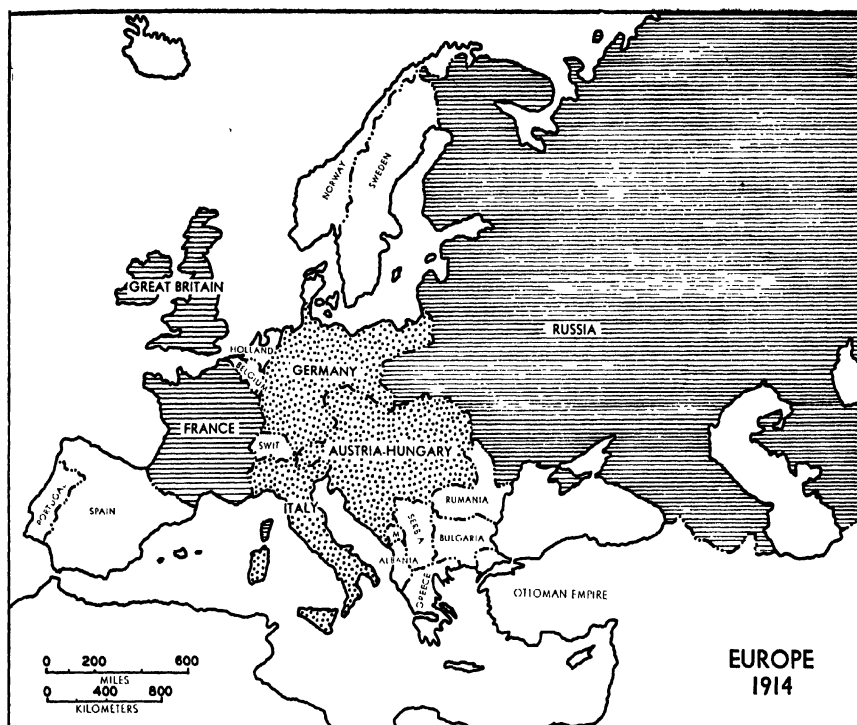 NORWAY
SWEDEN
GREAT BRITAIN
RUSSIA
HOLLAND
BELGIUM
GERMANY
FRANCE
SWIT
AUSTRIA-HUNGARY
PORTUGAL
SPAIN
ITALY
RUMANIA
SERBIA
BULGARIA
ALBANIA
GREECE
OTTOMAN EMPIRE
0 200 600
MILES
0 400 800
KILOMETERS
EUROPE
1914